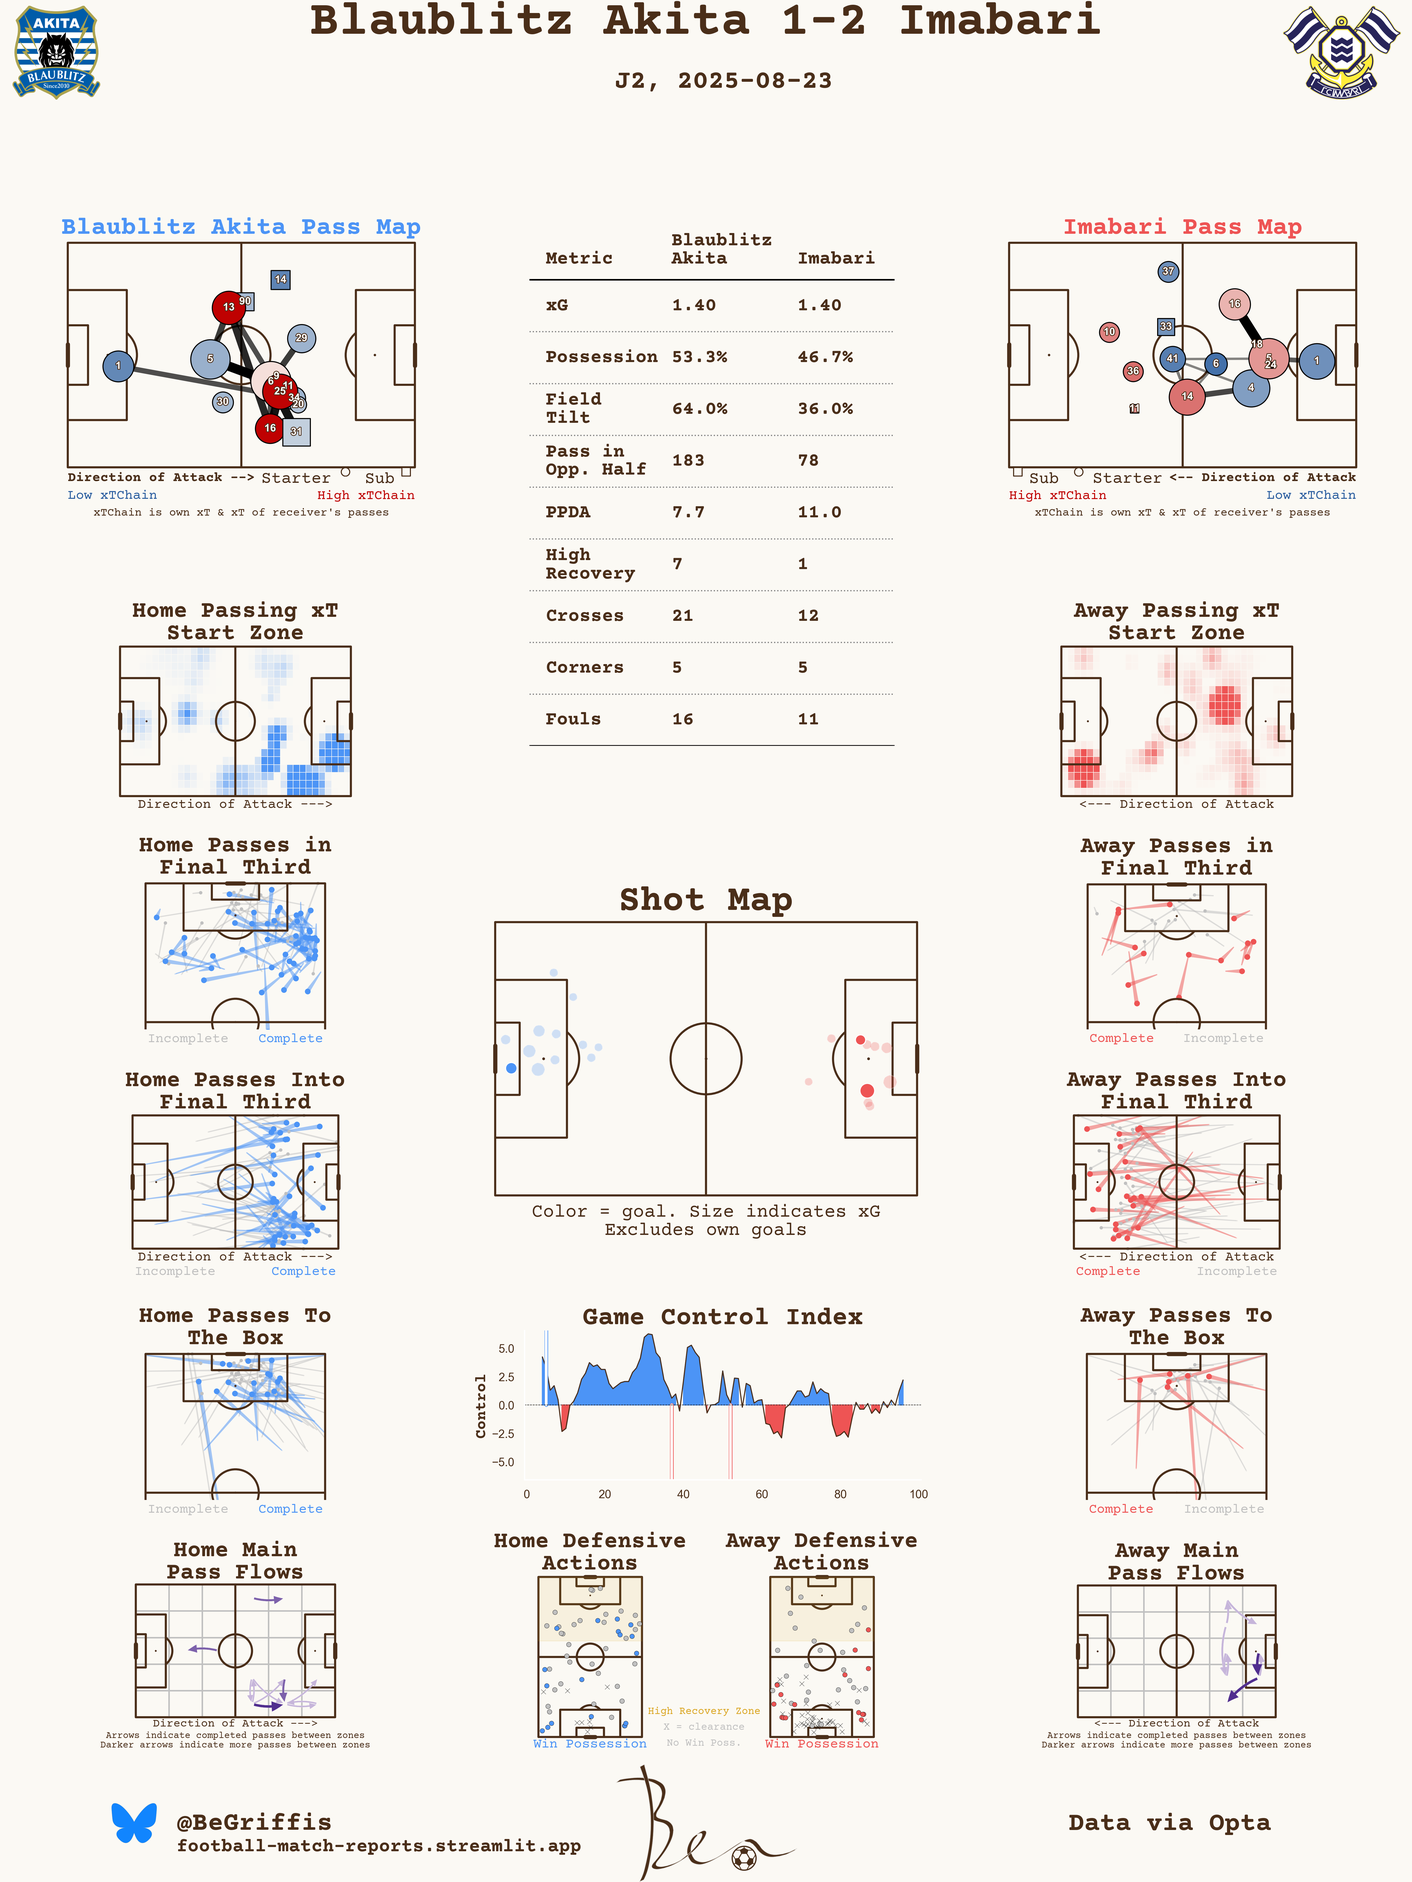 Blaublitz Akita 1-2 Imabari
J2, 2025-08-23
AKITA
BLAUBLITZ
Since2010
FC IMABARI
Blaublitz Akita Pass Map
14
90
13
29
1
5
9
6
11
25
34
20
30
16
31
Direction of Attack --> Starter Sub
Low xTChain High xTChain
xTChain is own xT & xT of receiver's passes
Metric Blaublitz Akita Imabari
xG 1.40 1.40
Possession 53.3% 46.7%
Field Tilt 64.0% 36.0%
Pass in Opp. Half 183 78
PPDA 7.7 11.0
High Recovery 7 1
Crosses 21 12
Corners 5 5
Fouls 16 11
Imabari Pass Map
37
16
10
33
18
41
6
5
24
1
36
4
14
11
Sub Starter <-- Direction of Attack
High xTChain Low xTChain
xTChain is own xT & xT of receiver's passes
Home Passing xT
Start Zone
Direction of Attack --->
Away Passing xT
Start Zone
<--- Direction of Attack
Home Passes in
Final Third
Incomplete Complete
Away Passes in
Final Third
Complete Incomplete
Shot Map
Color = goal. Size indicates xG
Excludes own goals
Home Passes Into
Final Third
Direction of Attack --->
Incomplete Complete
Away Passes Into
Final Third
<--- Direction of Attack
Complete Incomplete
Home Passes To
The Box
Incomplete Complete
Game Control Index
Control
5.0
2.5
0.0
−2.5
−5.0
0 20 40 60 80 100
Away Passes To
The Box
Complete Incomplete
Home Main
Pass Flows
Direction of Attack --->
Arrows indicate completed passes between zones
Darker arrows indicate more passes between zones
Home Defensive
Actions
Win Possession
Away Defensive
Actions
Win Possession
High Recovery Zone
X = clearance
No Win Poss.
Away Main
Pass Flows
<--- Direction of Attack
Arrows indicate completed passes between zones
Darker arrows indicate more passes between zones
@BeGriffis
football-match-reports.streamlit.app
Ben
Data via Opta